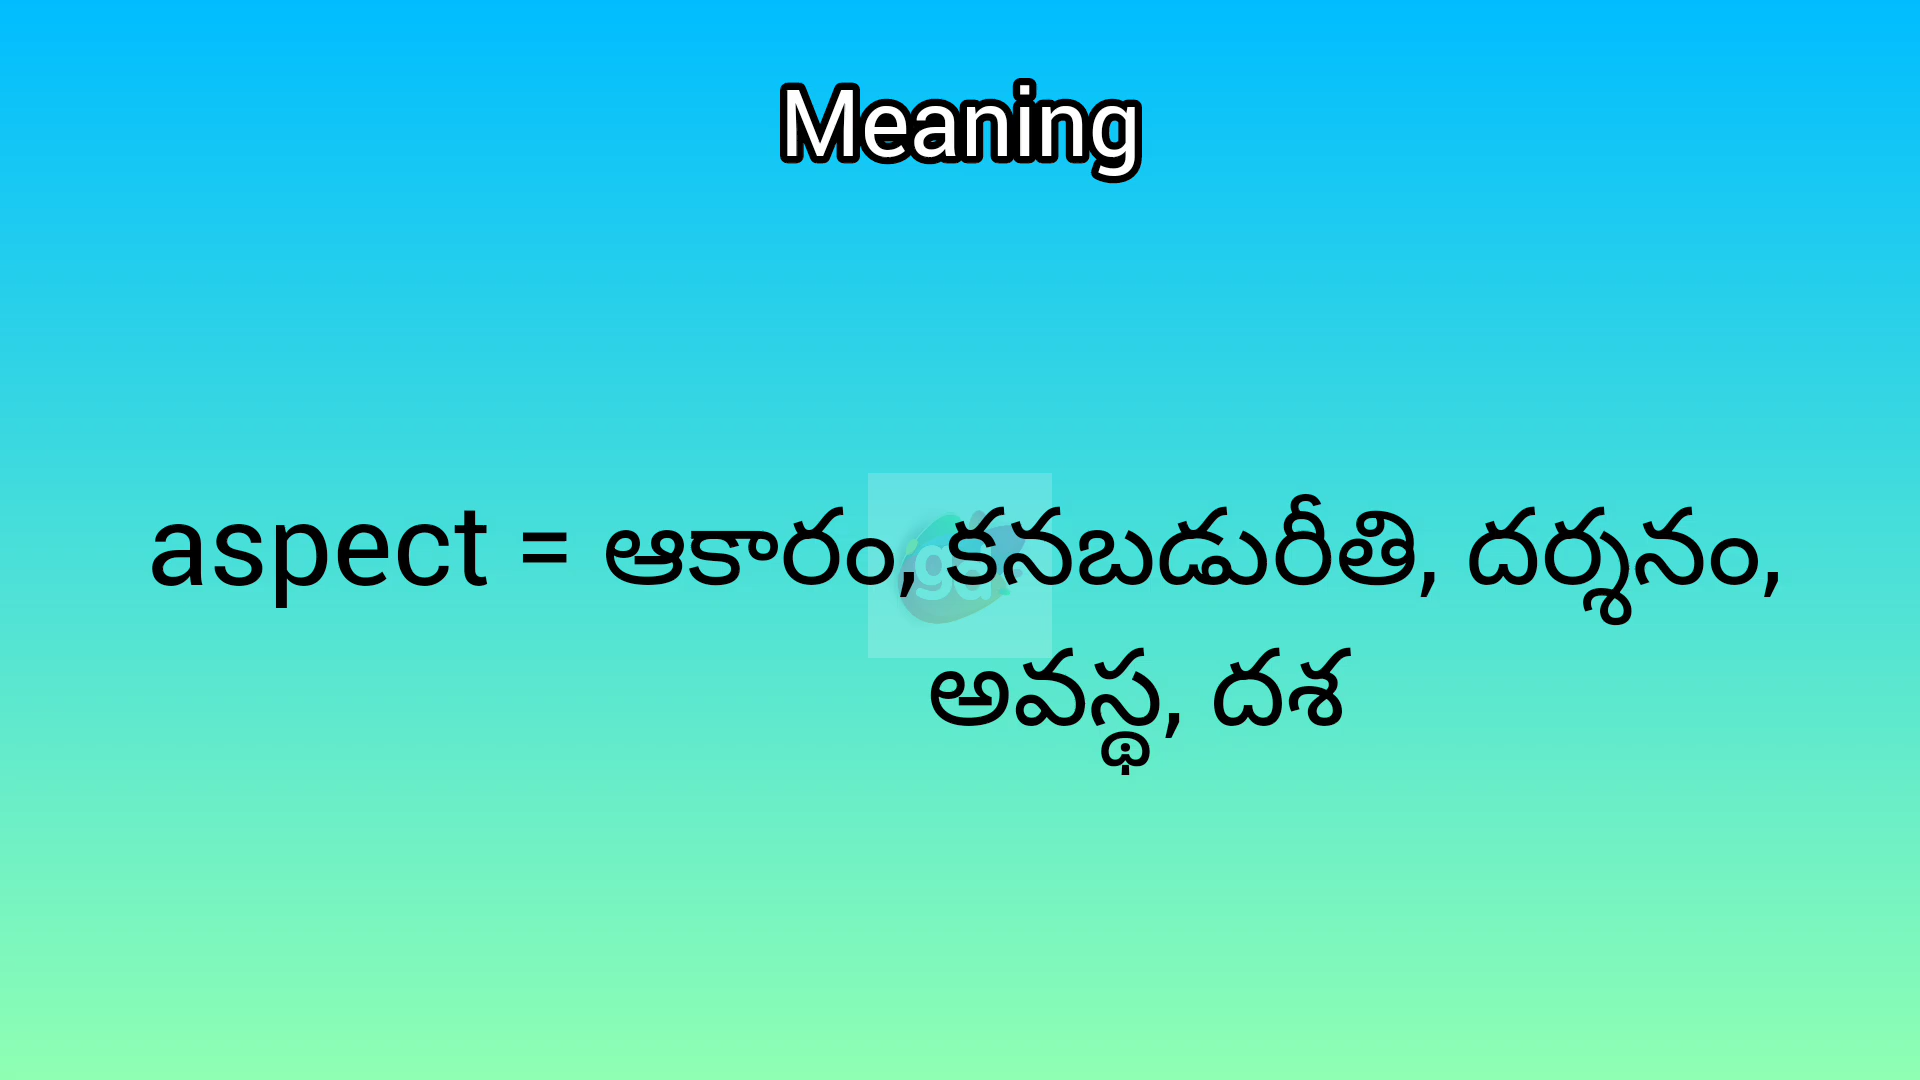 Meaning
aspect = ఆకారం, కనబడురీతి, దర్శనం,
అవస్థ, దశ